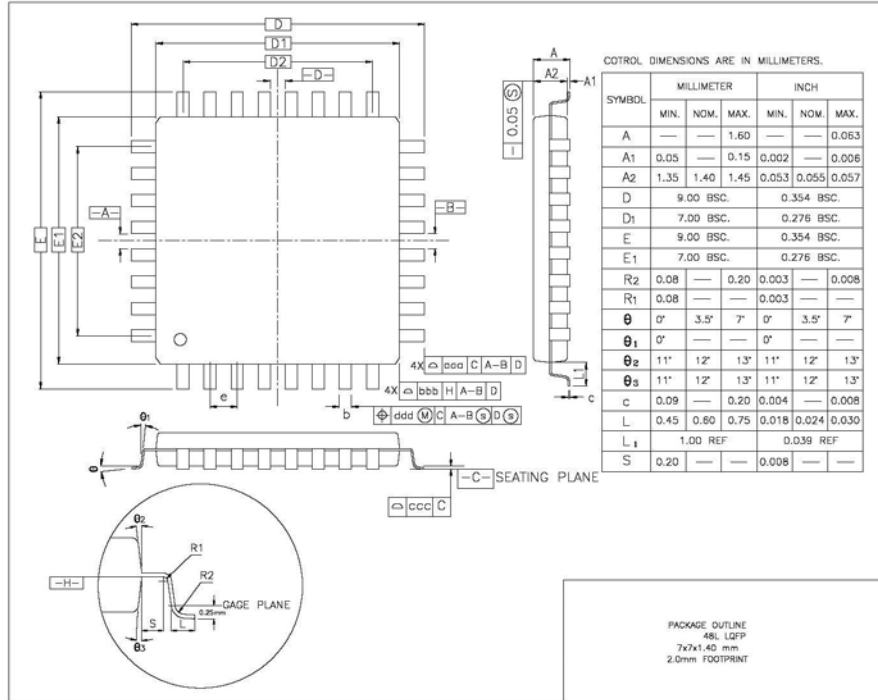 D
D1
D2
-D-
A
A2
A1
0.05 Ⓢ
E
E1
E2
-A-
-B-
4X ⌓ aaa C A-B D
4X ⌓ bbb H A-B D
⌖ ddd Ⓜ C A-B Ⓢ D Ⓢ
e
b
L1
c
θ1
θ
-C- SEATING PLANE
⌓ ccc C
θ2
R1
R2
-H-
GAGE PLANE
0.25mm
S
L
θ3
COTROL DIMENSIONS ARE IN MILLIMETERS.
SYMBOL MILLIMETER INCH
MIN. NOM. MAX. MIN. NOM. MAX.
A — — 1.60 — — 0.063
A1 0.05 — 0.15 0.002 — 0.006
A2 1.35 1.40 1.45 0.053 0.055 0.057
D 9.00 BSC. 0.354 BSC.
D1 7.00 BSC. 0.276 BSC.
E 9.00 BSC. 0.354 BSC.
E1 7.00 BSC. 0.276 BSC.
R2 0.08 — 0.20 0.003 — 0.008
R1 0.08 — — 0.003 — —
θ 0° 3.5° 7° 0° 3.5° 7°
θ1 0° — — 0° — —
θ2 11° 12° 13° 11° 12° 13°
θ3 11° 12° 13° 11° 12° 13°
c 0.09 — 0.20 0.004 — 0.008
L 0.45 0.60 0.75 0.018 0.024 0.030
L1 1.00 REF 0.039 REF
S 0.20 — — 0.008 — —
PACKAGE OUTLINE
48L LQFP
7x7x1.40 mm
2.0mm FOOTPRINT